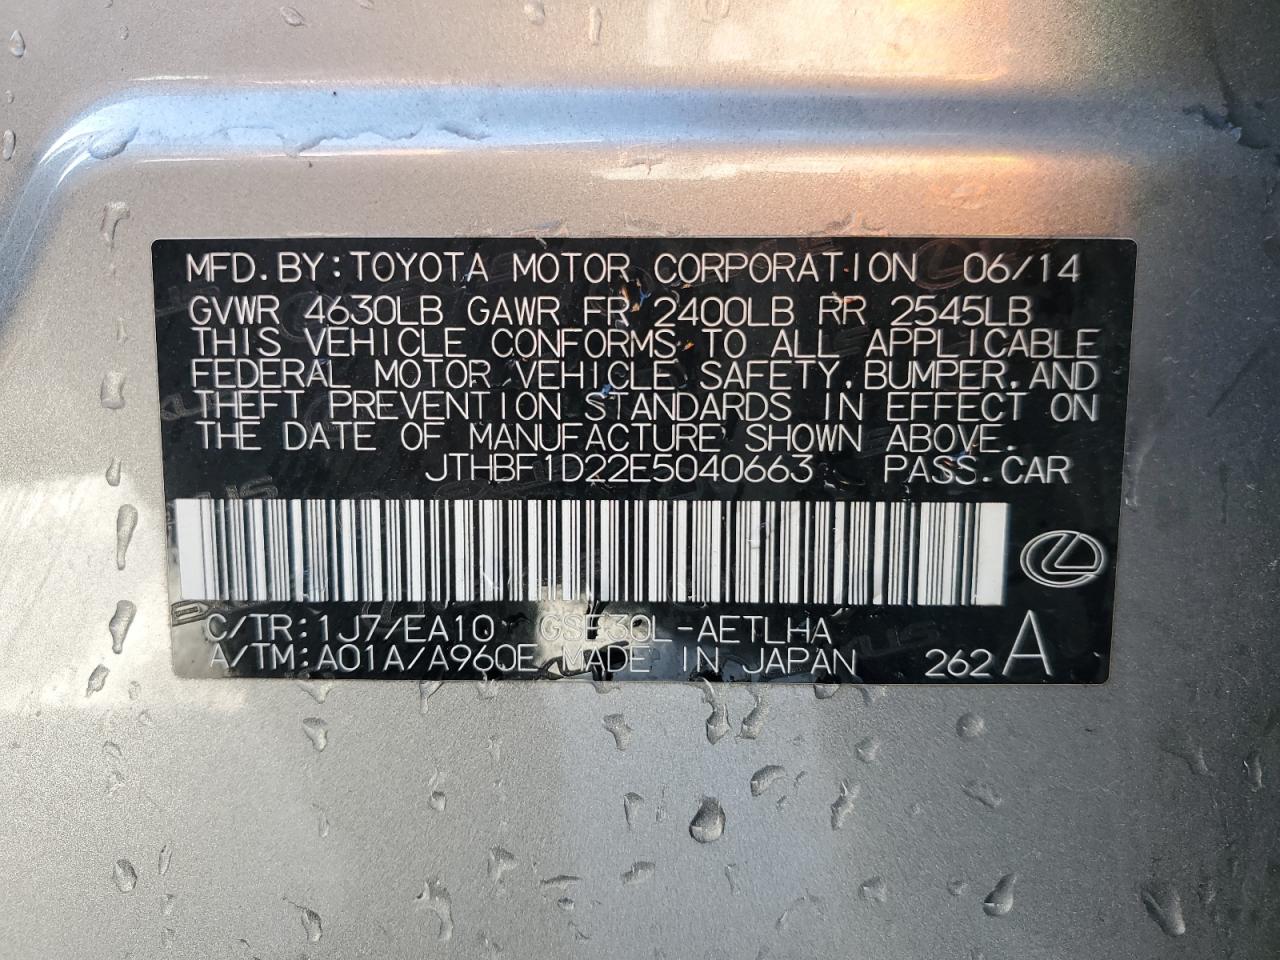 MFD.BY:TOYOTA MOTOR CORPORATION 06/14
GVWR 4630LB GAWR FR 2400LB RR 2545LB
THIS VEHICLE CONFORMS TO ALL APPLICABLE
FEDERAL MOTOR VEHICLE SAFETY,BUMPER,AND
THEFT PREVENTION STANDARDS IN EFFECT ON
THE DATE OF MANUFACTURE SHOWN ABOVE.
JTHBF1D22E5040663 PASS.CAR
C/TR:1J7/EA10 GSE30L-AETLHA
A/TM:A01A/A960E MADE IN JAPAN 262 A